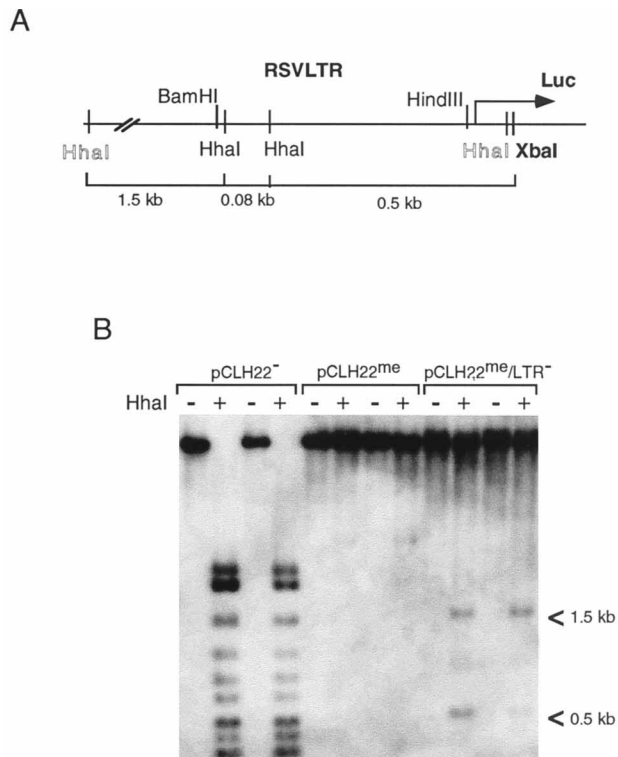 A
RSVLTR
BamHI
HindIII
Luc
HhaI
HhaI
HhaI
HhaI
XbaI
1.5 kb
0.08 kb
0.5 kb
B
pCLH22-
pCLH22me
pCLH22me/LTR-
HhaI
- + - + - + - + - + - +
< 1.5 kb
< 0.5 kb